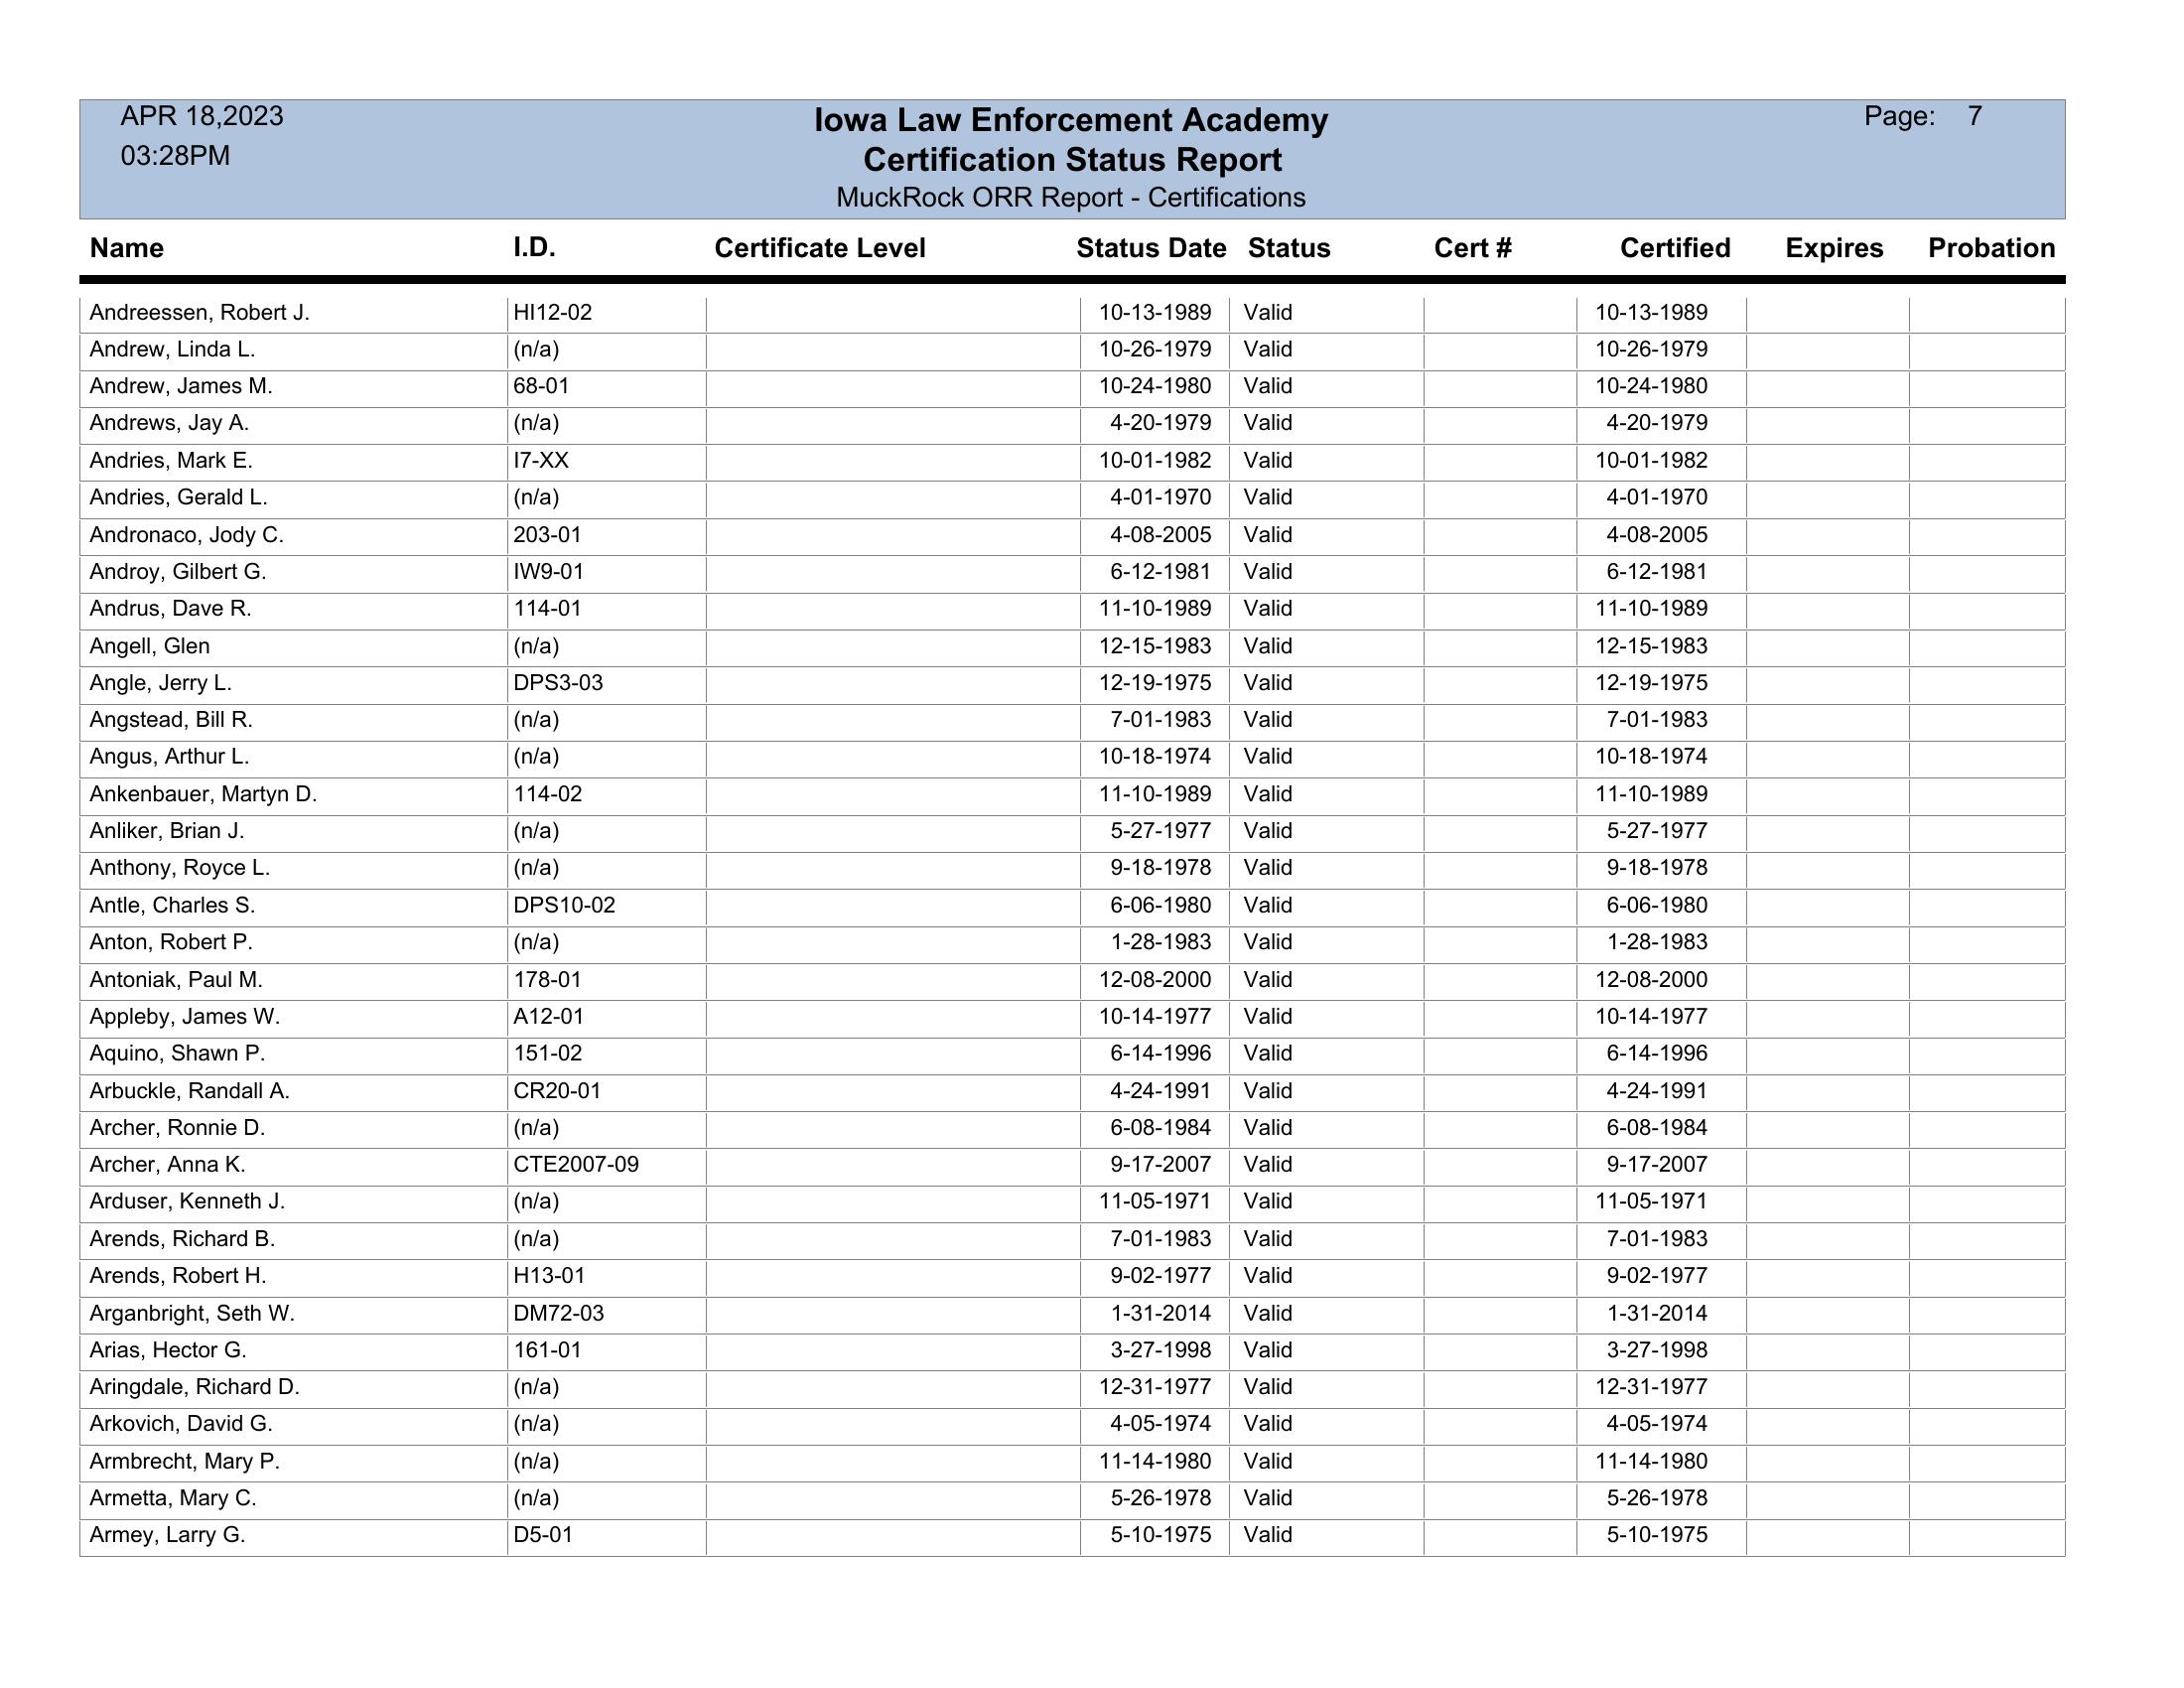 APR 18,2023
03:28PM
Iowa Law Enforcement Academy
Certification Status Report
MuckRock ORR Report - Certifications
Page: 7
Name I.D. Certificate Level Status Date Status Cert # Certified Expires Probation
Andreessen, Robert J. HI12-02 10-13-1989 Valid 10-13-1989
Andrew, Linda L. (n/a) 10-26-1979 Valid 10-26-1979
Andrew, James M. 68-01 10-24-1980 Valid 10-24-1980
Andrews, Jay A. (n/a) 4-20-1979 Valid 4-20-1979
Andries, Mark E. I7-XX 10-01-1982 Valid 10-01-1982
Andries, Gerald L. (n/a) 4-01-1970 Valid 4-01-1970
Andronaco, Jody C. 203-01 4-08-2005 Valid 4-08-2005
Androy, Gilbert G. IW9-01 6-12-1981 Valid 6-12-1981
Andrus, Dave R. 114-01 11-10-1989 Valid 11-10-1989
Angell, Glen (n/a) 12-15-1983 Valid 12-15-1983
Angle, Jerry L. DPS3-03 12-19-1975 Valid 12-19-1975
Angstead, Bill R. (n/a) 7-01-1983 Valid 7-01-1983
Angus, Arthur L. (n/a) 10-18-1974 Valid 10-18-1974
Ankenbauer, Martyn D. 114-02 11-10-1989 Valid 11-10-1989
Anliker, Brian J. (n/a) 5-27-1977 Valid 5-27-1977
Anthony, Royce L. (n/a) 9-18-1978 Valid 9-18-1978
Antle, Charles S. DPS10-02 6-06-1980 Valid 6-06-1980
Anton, Robert P. (n/a) 1-28-1983 Valid 1-28-1983
Antoniak, Paul M. 178-01 12-08-2000 Valid 12-08-2000
Appleby, James W. A12-01 10-14-1977 Valid 10-14-1977
Aquino, Shawn P. 151-02 6-14-1996 Valid 6-14-1996
Arbuckle, Randall A. CR20-01 4-24-1991 Valid 4-24-1991
Archer, Ronnie D. (n/a) 6-08-1984 Valid 6-08-1984
Archer, Anna K. CTE2007-09 9-17-2007 Valid 9-17-2007
Arduser, Kenneth J. (n/a) 11-05-1971 Valid 11-05-1971
Arends, Richard B. (n/a) 7-01-1983 Valid 7-01-1983
Arends, Robert H. H13-01 9-02-1977 Valid 9-02-1977
Arganbright, Seth W. DM72-03 1-31-2014 Valid 1-31-2014
Arias, Hector G. 161-01 3-27-1998 Valid 3-27-1998
Aringdale, Richard D. (n/a) 12-31-1977 Valid 12-31-1977
Arkovich, David G. (n/a) 4-05-1974 Valid 4-05-1974
Armbrecht, Mary P. (n/a) 11-14-1980 Valid 11-14-1980
Armetta, Mary C. (n/a) 5-26-1978 Valid 5-26-1978
Armey, Larry G. D5-01 5-10-1975 Valid 5-10-1975